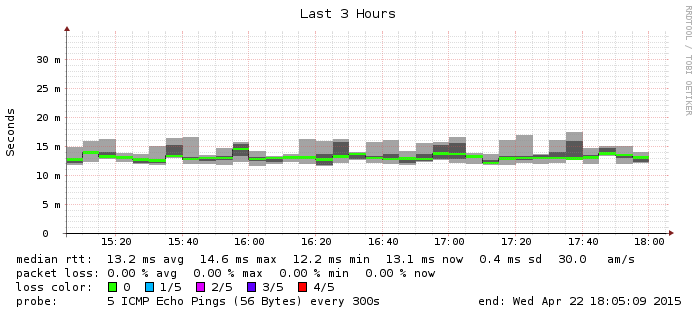 Last 3 Hours
RRDTOOL / TOBI OETIKER
Seconds
30 m
25 m
20 m
15 m
10 m
5 m
0
15:20 15:40 16:00 16:20 16:40 17:00 17:20 17:40 18:00
median rtt: 13.2 ms avg 14.6 ms max 12.2 ms min 13.1 ms now 0.4 ms sd 30.0 am/s
packet loss: 0.00 % avg 0.00 % max 0.00 % min 0.00 % now
loss color: 0 1/5 2/5 3/5 4/5
probe: 5 ICMP Echo Pings (56 Bytes) every 300s end: Wed Apr 22 18:05:09 2015